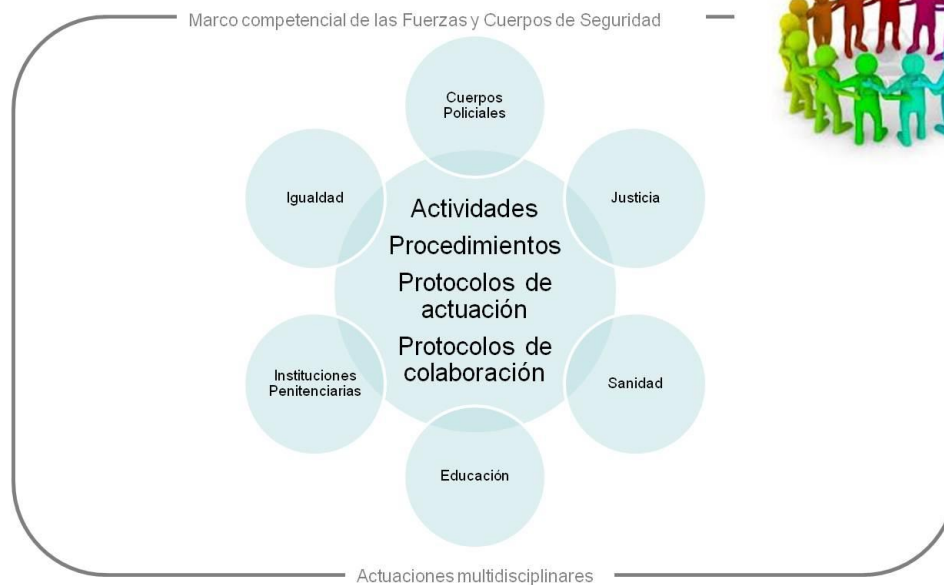 Marco competencial de las Fuerzas y Cuerpos de Seguridad
Cuerpos
Policiales
Igualdad
Justicia
Actividades
Procedimientos
Protocolos de
actuación
Protocolos de
colaboración
Instituciones
Penitenciarias
Sanidad
Educación
Actuaciones multidisciplinares